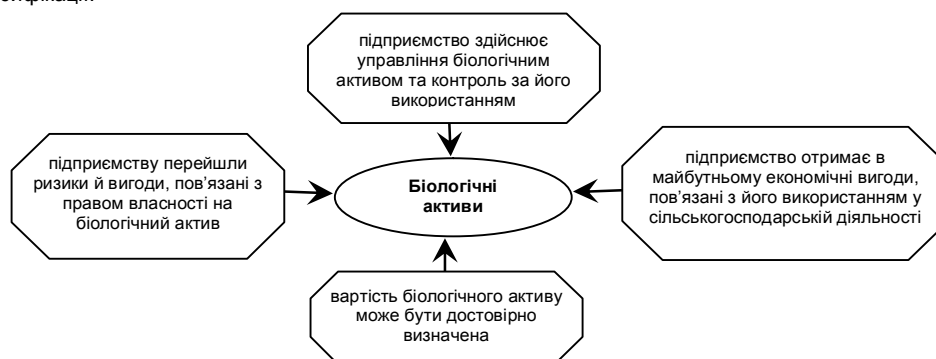 підприємство здійснює
управління біологічним
активом та контроль за його
використанням
підприємству перейшли
ризики й вигоди, пов’язані з
правом власності на
біологічний актив
Біологічні
активи
підприємство отримає в
майбутньому економічні вигоди,
пов’язані з його використанням у
сільськогосподарській діяльності
вартість біологічного активу
може бути достовірно
визначена